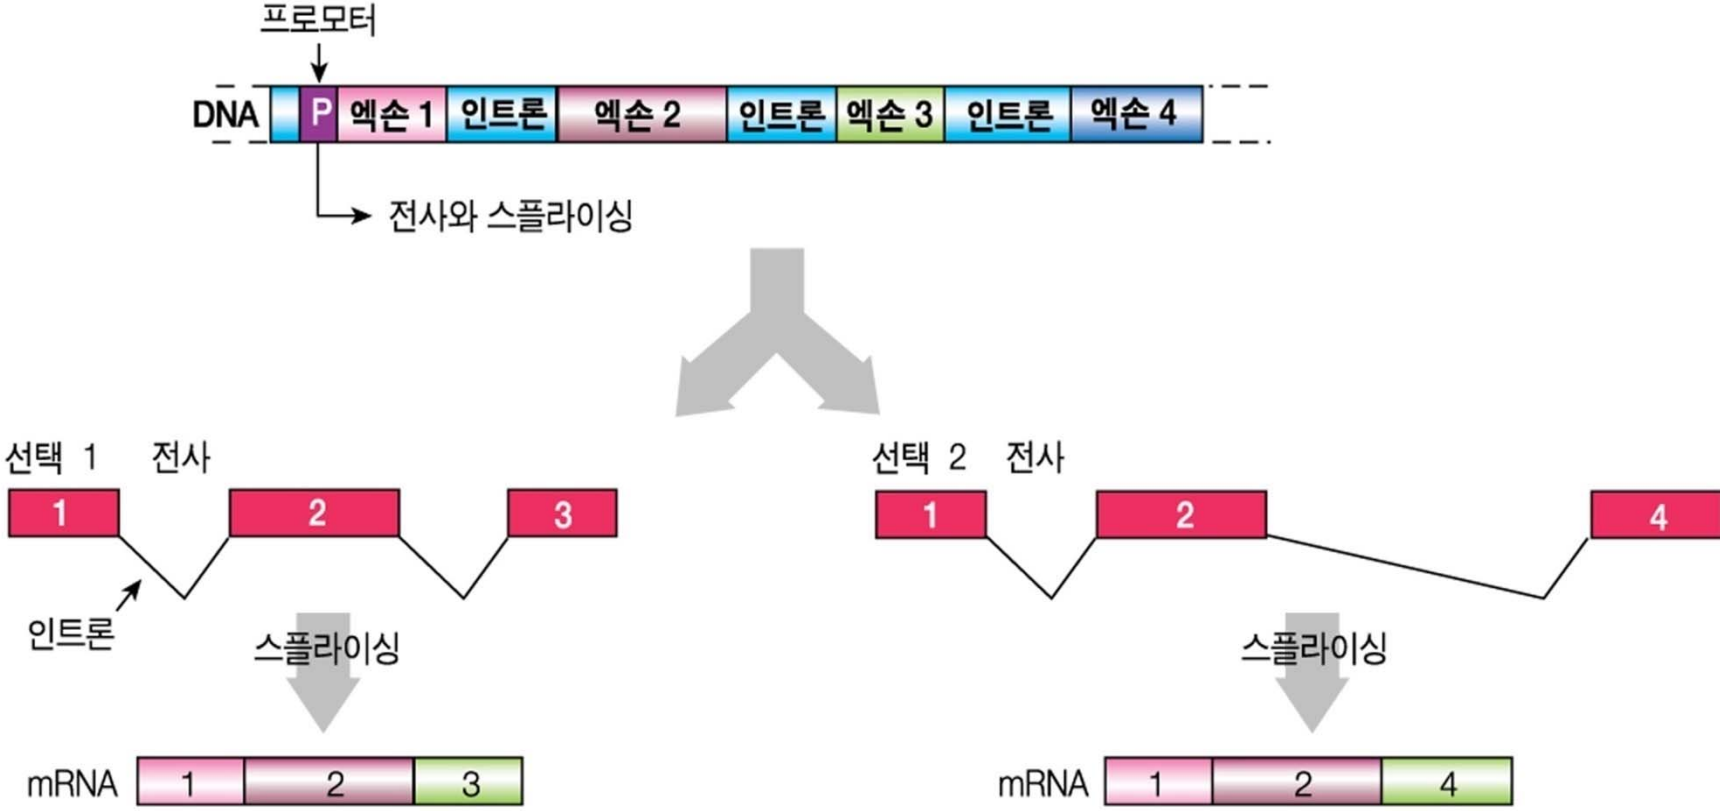 프로모터
DNA P 엑손 1 인트론 엑손 2 인트론 엑손 3 인트론 엑손 4
전사와 스플라이싱
선택 1 전사
1 2 3
인트론
스플라이싱
mRNA 1 2 3
선택 2 전사
1 2 4
스플라이싱
mRNA 1 2 4